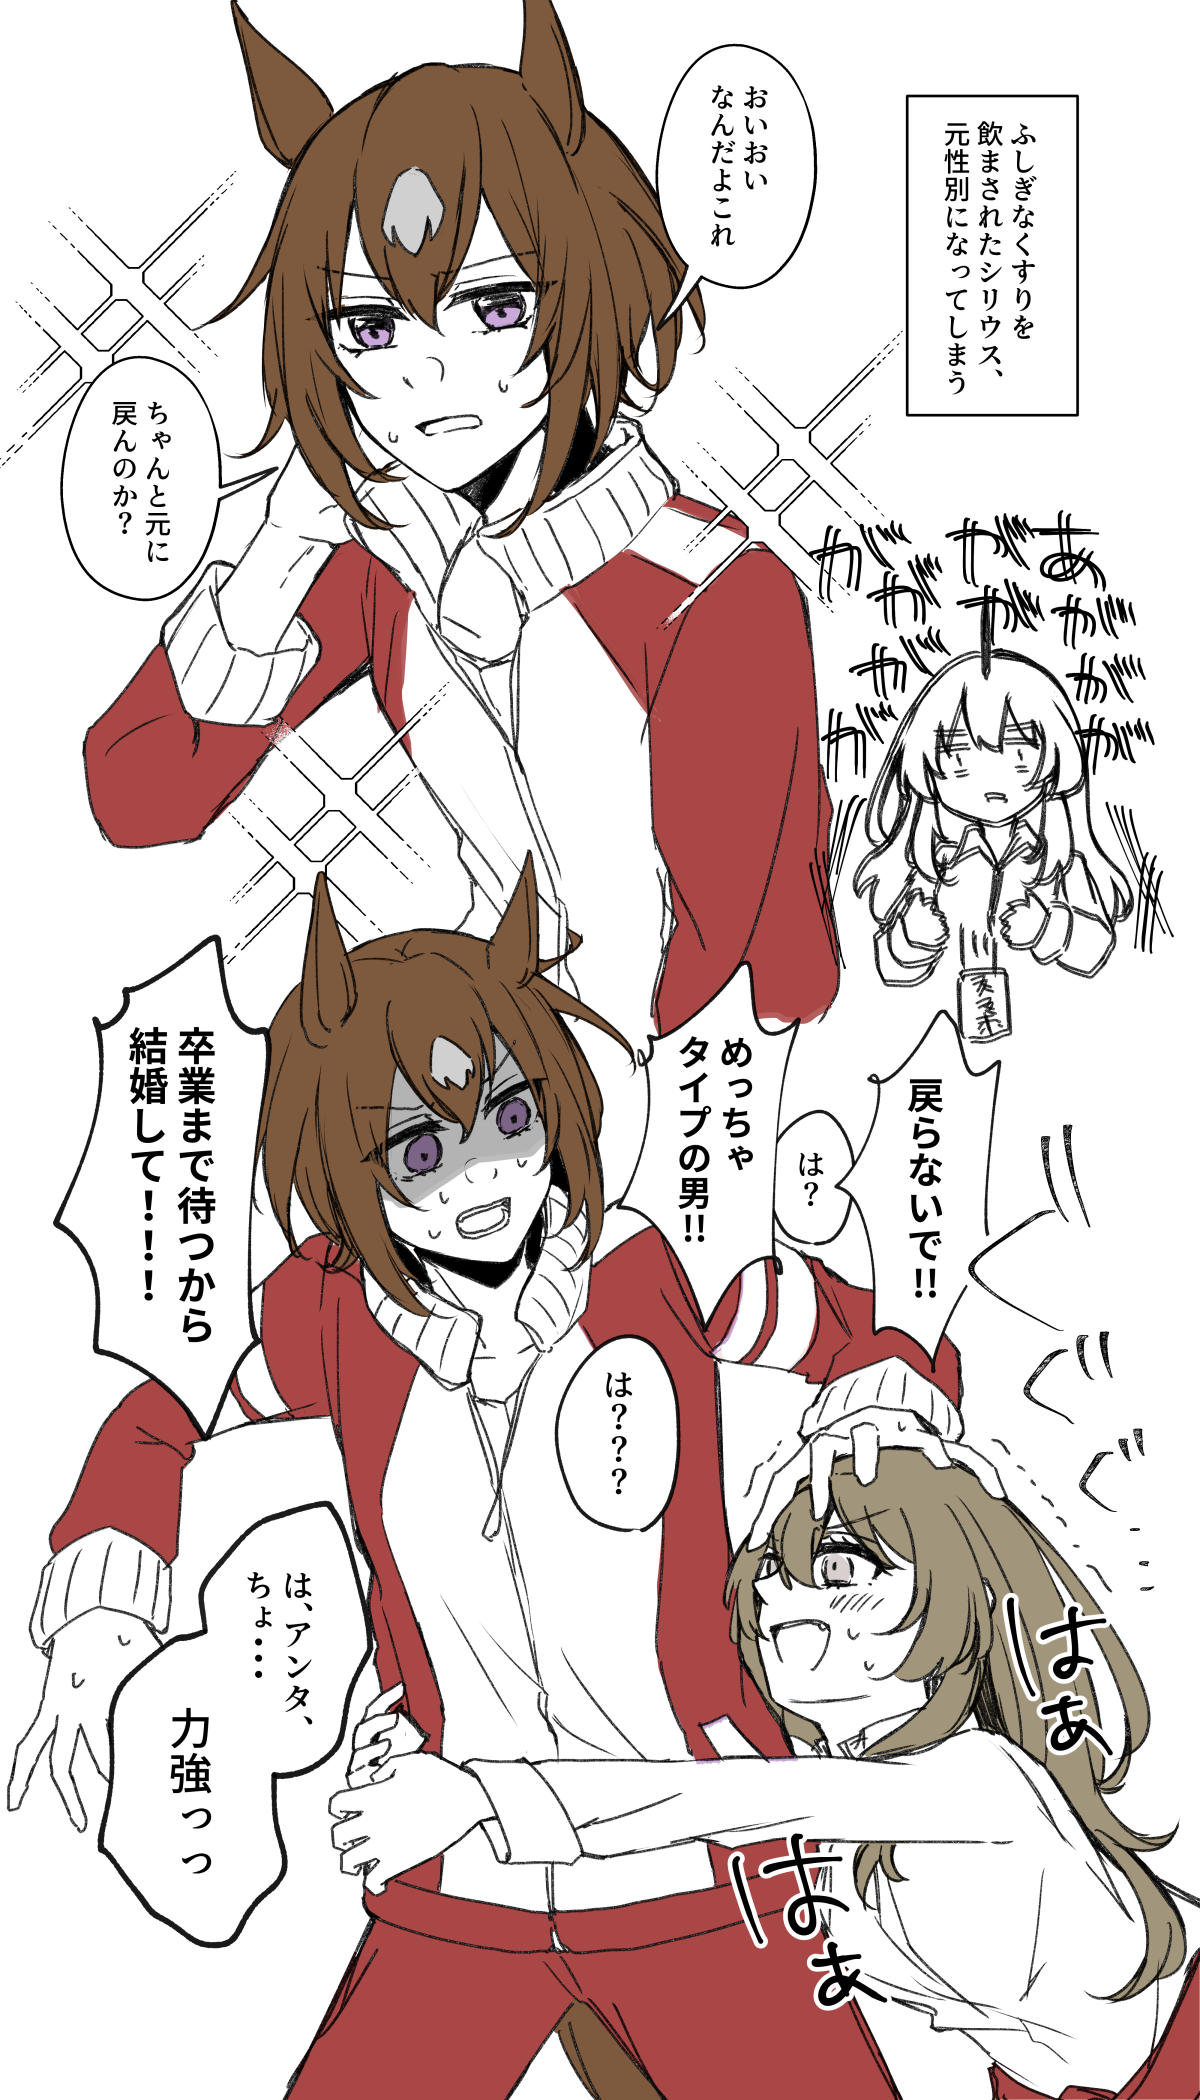 ふしぎなくすりを
飲まされたシリウス、
元性別になってしまう
おいおい
なんだよこれ
ちゃんと元に
戻んのか?
あ
がががががががががが
スマホ
戻らないで!!
は?
めっちゃ
タイプの男!!
卒業まで待つから
結婚して!!!
は???
は、アンタ、
ちょ・・・
力強っっ
はぁ
はぁ